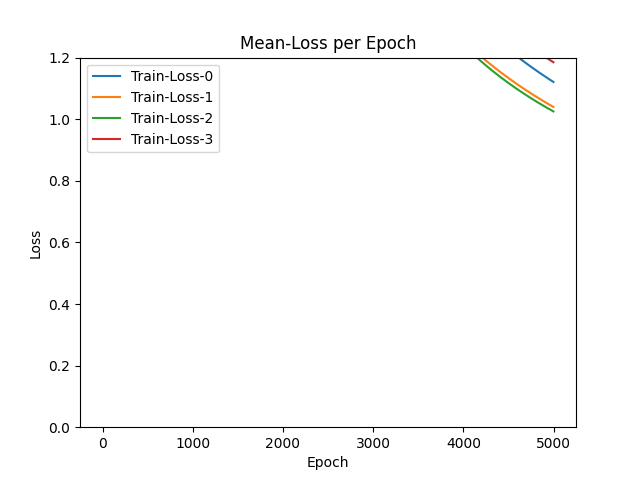 Mean-Loss per Epoch
1.2
1.0
0.8
0.6
0.4
0.2
0.0
Loss
Train-Loss-0
Train-Loss-1
Train-Loss-2
Train-Loss-3
0 1000 2000 3000 4000 5000
Epoch